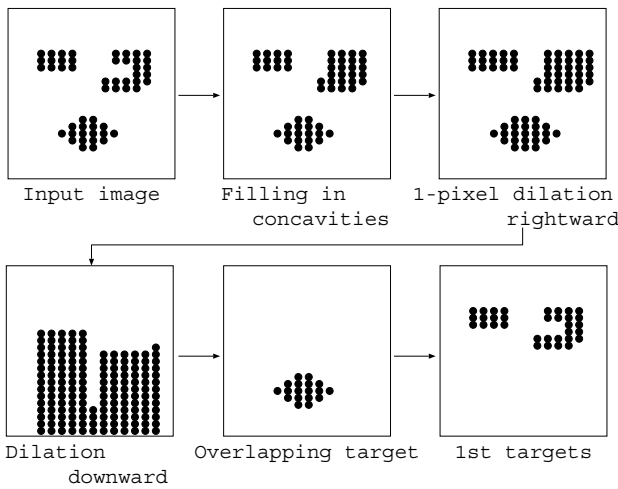 Input image
Filling in
concavities
1-pixel dilation
rightward
Dilation
downward
Overlapping target
1st targets